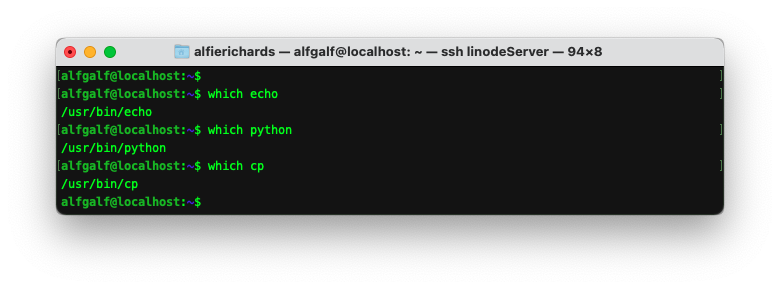 alfierichards — alfgalf@localhost: ~ — ssh linodeServer — 94×8
[alfgalf@localhost:~$ ]
[alfgalf@localhost:~$ which echo ]
/usr/bin/echo
[alfgalf@localhost:~$ which python ]
/usr/bin/python
[alfgalf@localhost:~$ which cp ]
/usr/bin/cp
alfgalf@localhost:~$